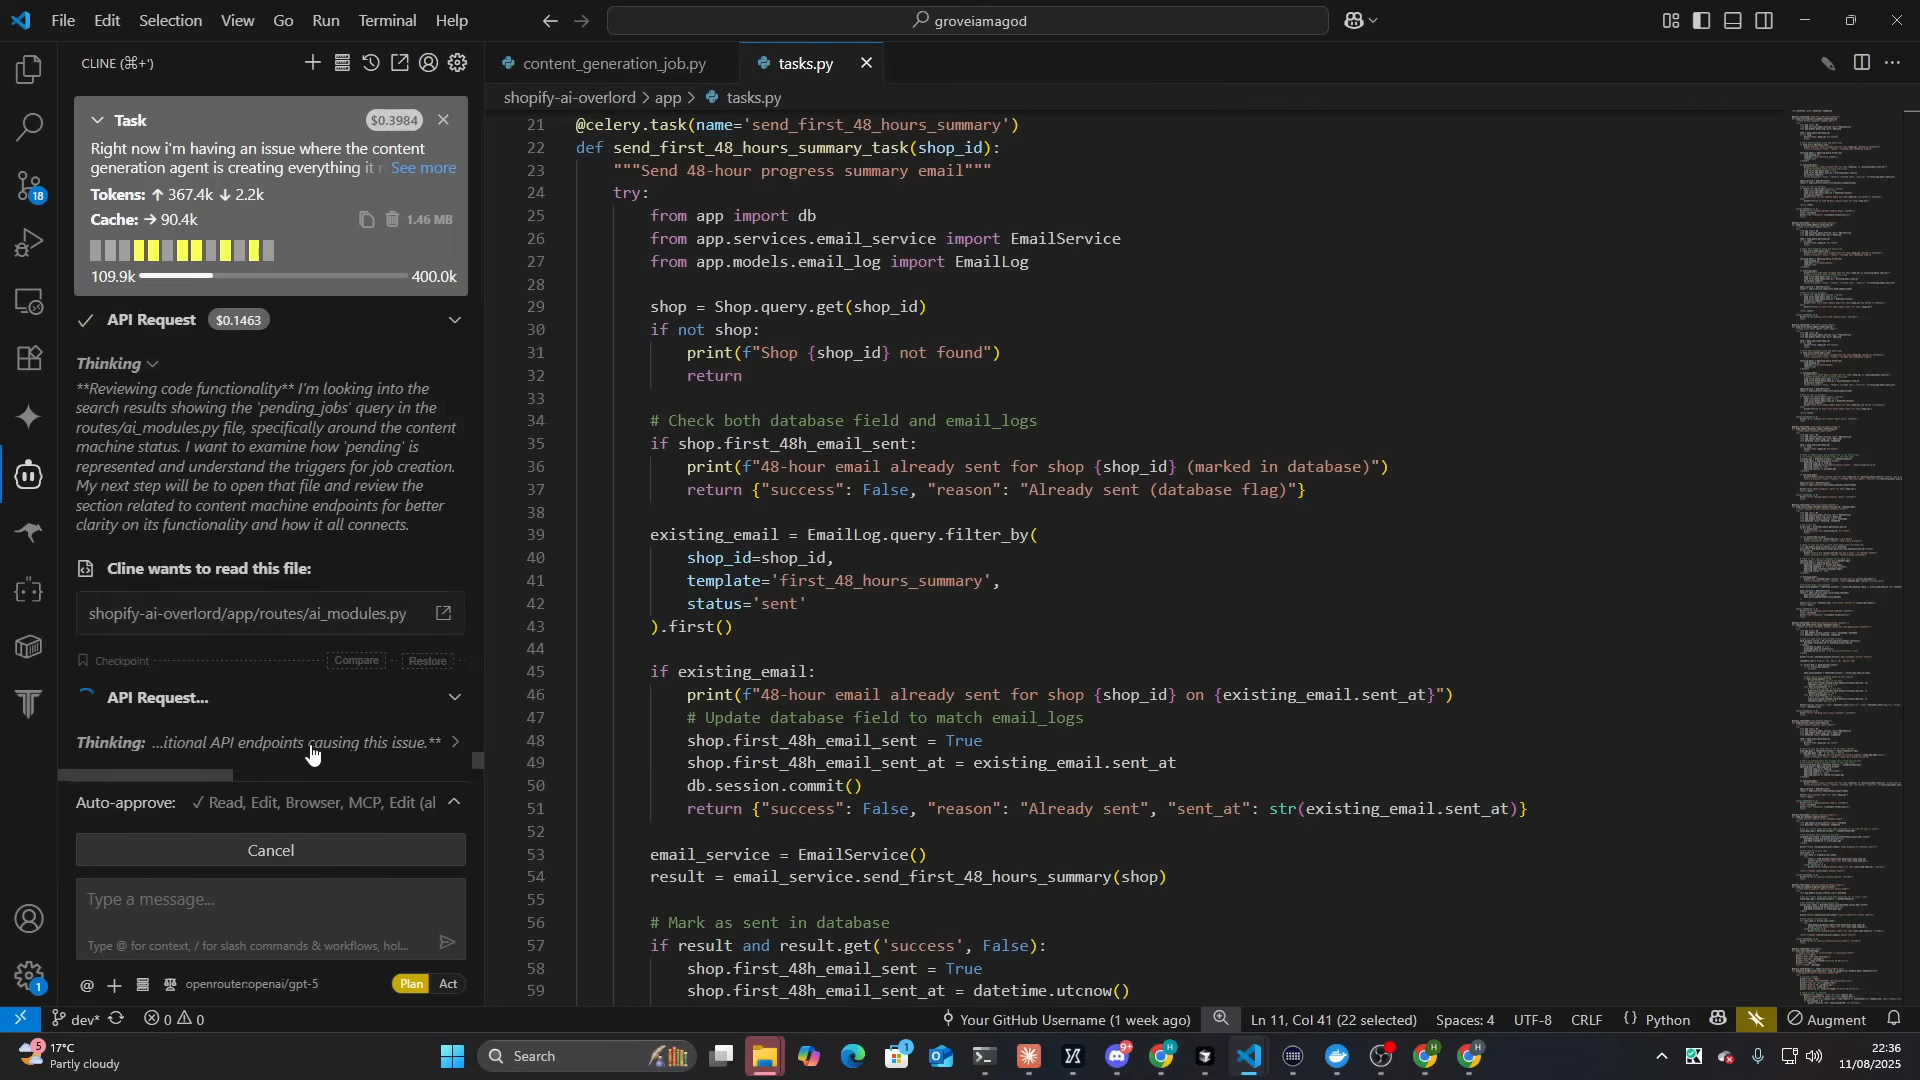 File Edit Selection View Go Run Terminal Help
groveiamagod
CLINE (⌘+')
Task
$0.3984
Right now i'm having an issue where the content
generation agent is creating everything it r See more
Tokens: ↑ 367.4k ↓ 2.2k
Cache: → 90.4k
1.46 MB
109.9k
400.0k
API Request $0.1463
Thinking
**Reviewing code functionality** I'm looking into the
search results showing the 'pending_jobs' query in the
routes/ai_modules.py file, specifically around the content
machine status. I want to examine how 'pending' is
represented and understand the triggers for job creation.
My next step will be to open that file and review the
section related to content machine endpoints for better
clarity on its functionality and how it all connects.
Cline wants to read this file:
shopify-ai-overlord/app/routes/ai_modules.py
Checkpoint Compare Restore
API Request...
Thinking: ...itional API endpoints causing this issue.**
Auto-approve: ✓ Read, Edit, Browser, MCP, Edit (al
Cancel
Type a message...
Type @ for context, / for slash commands & workflows, hol...
@ openrouter:openai/gpt-5
Plan Act
18
1
content_generation_job.py
tasks.py
shopify-ai-overlord > app > tasks.py
21 @celery.task(name='send_first_48_hours_summary')
22 def send_first_48_hours_summary_task(shop_id):
23 """Send 48-hour progress summary email"""
24 try:
25 from app import db
26 from app.services.email_service import EmailService
27 from app.models.email_log import EmailLog
28
29 shop = Shop.query.get(shop_id)
30 if not shop:
31 print(f"Shop {shop_id} not found")
32 return
33
34 # Check both database field and email_logs
35 if shop.first_48h_email_sent:
36 print(f"48-hour email already sent for shop {shop_id} (marked in database)")
37 return {"success": False, "reason": "Already sent (database flag)"}
38
39 existing_email = EmailLog.query.filter_by(
40 shop_id=shop_id,
41 template='first_48_hours_summary',
42 status='sent'
43 ).first()
44
45 if existing_email:
46 print(f"48-hour email already sent for shop {shop_id} on {existing_email.sent_at}")
47 # Update database field to match email_logs
48 shop.first_48h_email_sent = True
49 shop.first_48h_email_sent_at = existing_email.sent_at
50 db.session.commit()
51 return {"success": False, "reason": "Already sent", "sent_at": str(existing_email.sent_at)}
52
53 email_service = EmailService()
54 result = email_service.send_first_48_hours_summary(shop)
55
56 # Mark as sent in database
57 if result and result.get('success', False):
58 shop.first_48h_email_sent = True
59 shop.first_48h_email_sent_at = datetime.utcnow()
dev* 0 0
Your GitHub Username (1 week ago)
Ln 11, Col 41 (22 selected) Spaces: 4 UTF-8 CRLF {} Python Augment
5 17°C
Partly cloudy
Search
1
9+
22:36
11/08/2025